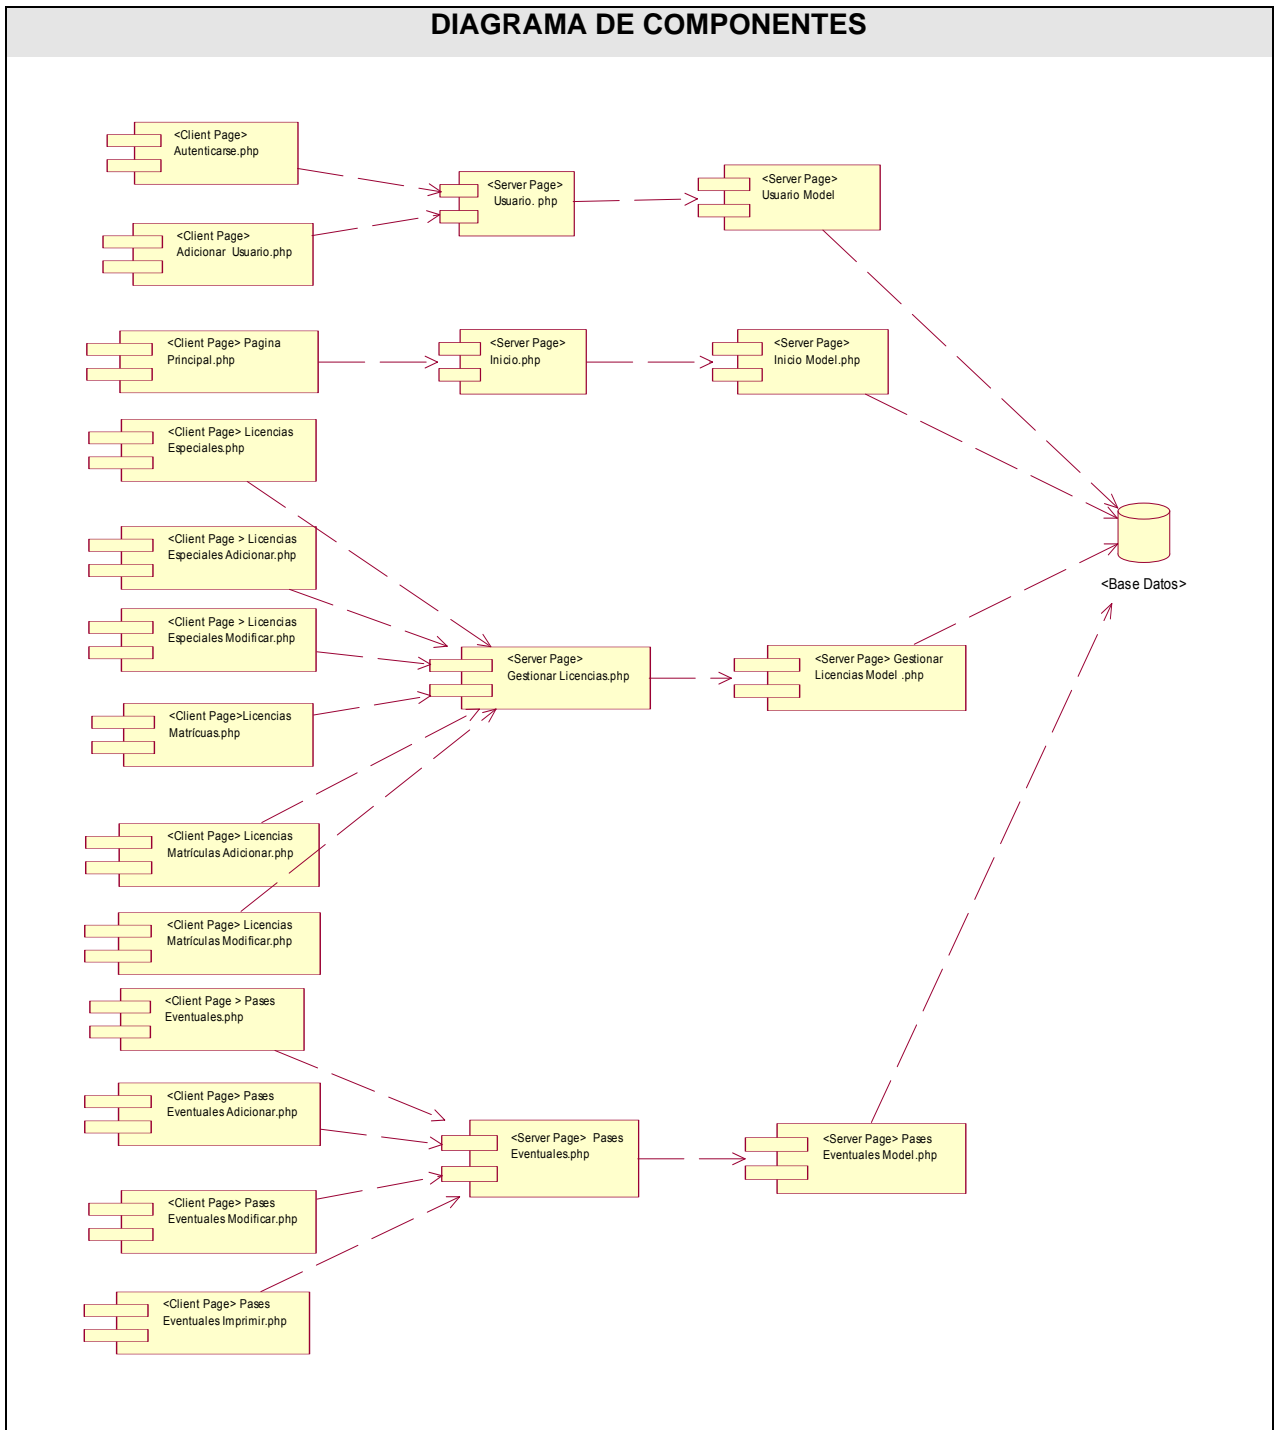 DIAGRAMA DE COMPONENTES
<Client Page>
Autenticarse.php
<Server Page>
Usuario. php
<Server Page>
Usuario Model
<Client Page>
Adicionar Usuario.php
<Client Page> Pagina
Principal.php
<Server Page>
Inicio.php
<Server Page>
Inicio Model.php
<Client Page> Licencias
Especiales.php
<Client Page > Licencias
Especiales Adicionar.php
<Base Datos>
<Client Page > Licencias
Especiales Modificar.php
<Server Page>
Gestionar Licencias.php
<Server Page> Gestionar
Licencias Model .php
<Client Page>Licencias
Matrícuas.php
<Client Page> Licencias
Matrículas Adicionar.php
<Client Page> Licencias
Matrículas Modificar.php
<Client Page > Pases
Eventuales.php
<Client Page> Pases
Eventuales Adicionar.php
<Server Page> Pases
Eventuales.php
<Server Page> Pases
Eventuales Model.php
<Client Page> Pases
Eventuales Modificar.php
<Client Page> Pases
Eventuales Imprimir.php